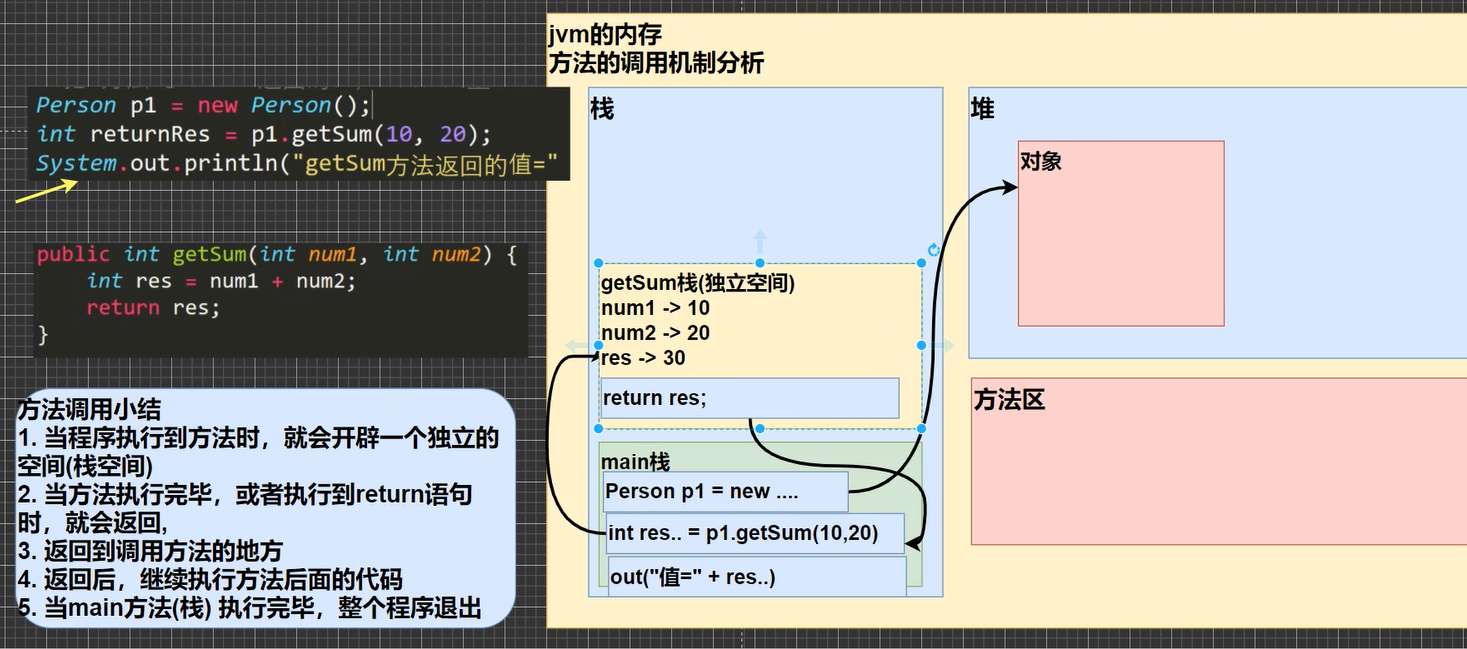 jvm的内存
方法的调用机制分析
Person p1 = new Person();
int returnRes = p1.getSum(10, 20);
System.out.println("getSum方法返回的值="
public int getSum(int num1, int num2) {
int res = num1 + num2;
return res;
}
方法调用小结
1. 当程序执行到方法时，就会开辟一个独立的
空间(栈空间)
2. 当方法执行完毕，或者执行到return语句
时，就会返回,
3. 返回到调用方法的地方
4. 返回后，继续执行方法后面的代码
5. 当main方法(栈) 执行完毕，整个程序退出
栈
getSum栈(独立空间)
num1 -> 10
num2 -> 20
res -> 30
return res;
main栈
Person p1 = new ....
int res.. = p1.getSum(10,20)
out("值=" + res..)
堆
对象
方法区